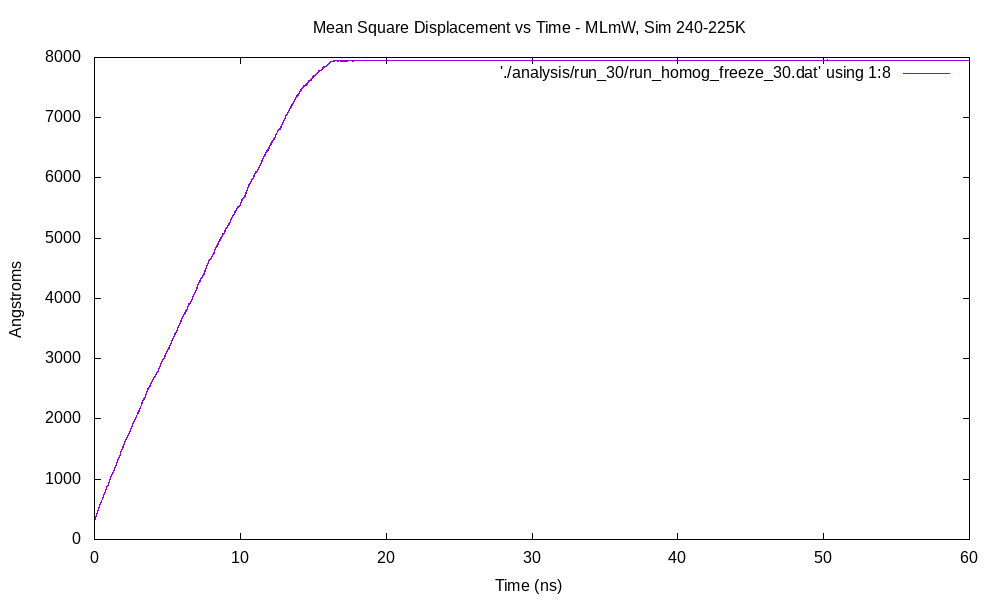 Mean Square Displacement vs Time - MLmW, Sim 240-225K
'./analysis/run_30/run_homog_freeze_30.dat' using 1:8
8000
7000
6000
5000
4000
3000
2000
1000
0
Angstroms
0 10 20 30 40 50 60
Time (ns)